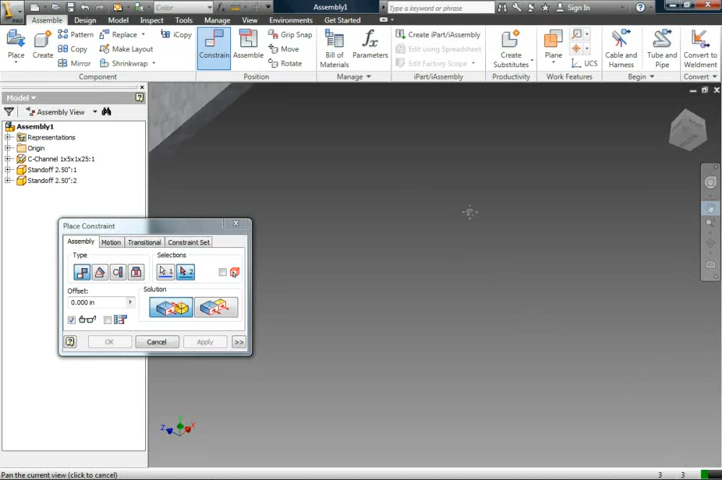 PRO
Color
Assembly1
Type a keyword or phrase
Sign In
Assemble Design Model Inspect Tools Manage View Environments Get Started
Place
Create
Pattern
Copy
Mirror
Replace
Make Layout
Shrinkwrap
iCopy
Component
Constrain
Assemble
Grip Snap
Move
Rotate
Position
Bill of
Materials
Parameters
Manage
Create iPart/iAssembly
Edit using Spreadsheet
Edit Factory Scope
iPart/iAssembly
Create
Substitutes
Productivity
Plane
UCS
Work Features
Cable and
Harness
Tube and
Pipe
Begin
Convert to
Weldment
Convert
Model
Assembly View
Assembly1
Representations
Origin
C-Channel 1x5x1x25:1
Standoff 2.50":1
Standoff 2.50":2
Place Constraint
Assembly Motion Transitional Constraint Set
Type
Selections
1
2
Offset:
0.000 in
Solution
OK
Cancel
Apply
>>
Z
X
Pan the current view (click to cancel)
3 3